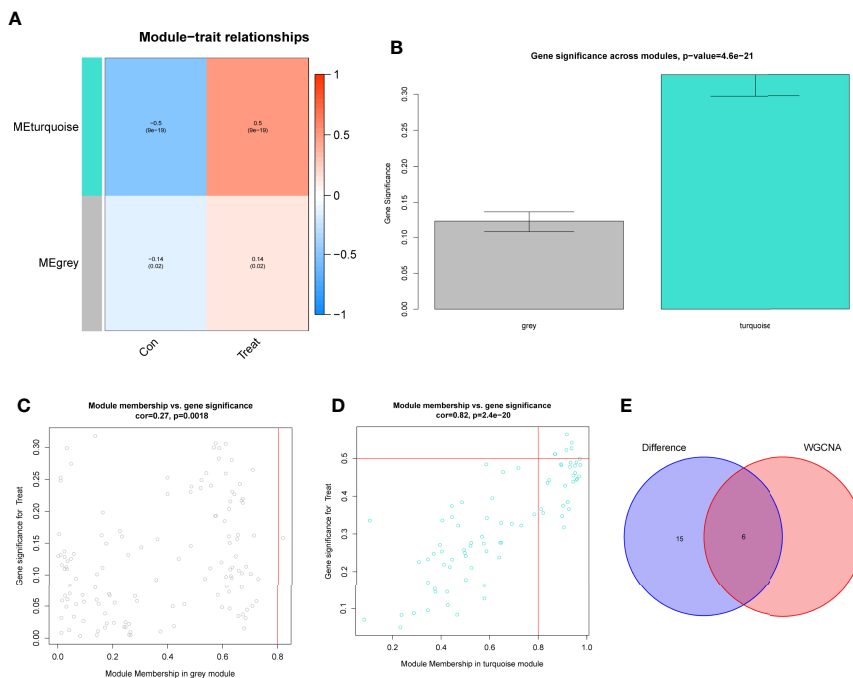 A
Module−trait relationships
MEturquoise
MEgrey
−0.5
(9e−19)
0.5
(9e−19)
−0.14
(0.02)
0.14
(0.02)
1
0.5
0
−0.5
−1
Con
Treat
B
Gene significance across modules, p−value=4.6e−21
Gene Significance
0.30
0.25
0.20
0.15
0.10
0.05
0.00
grey
turquoise
C
Module membership vs. gene significance
cor=0.27, p=0.0018
Gene significance for Treat
0.30
0.25
0.20
0.15
0.10
0.05
0.00
0.0
0.2
0.4
0.6
0.8
Module Membership in grey module
D
Module membership vs. gene significance
cor=0.82, p=2.4e−20
Gene significance for Treat
0.5
0.4
0.3
0.2
0.1
0.2
0.4
0.6
0.8
1.0
Module Membership in turquoise module
E
Difference
WGCNA
15
6